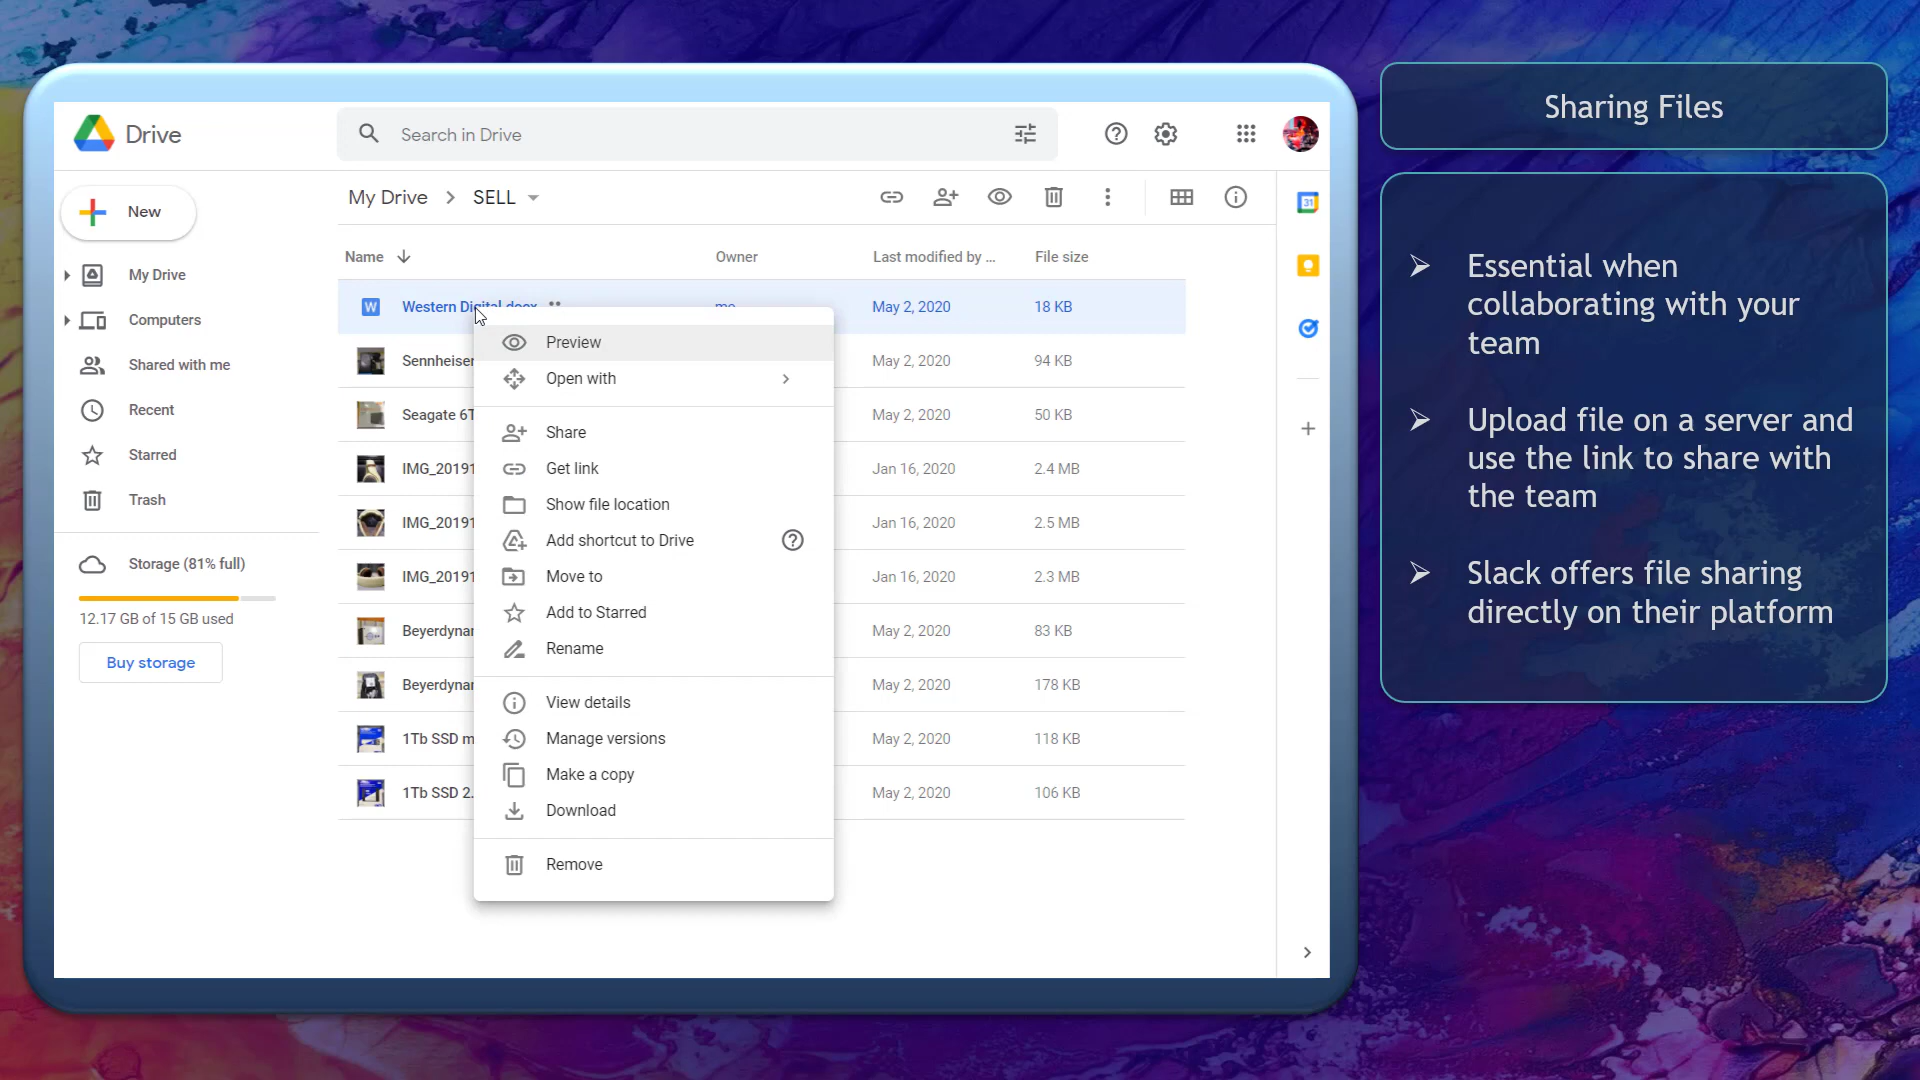 Drive
Search in Drive
Sharing Files
New
My Drive
SELL
31
Name
Owner
Last modified by ...
File size
My Drive
Computers
Shared with me
Recent
Starred
Trash
Storage (81% full)
12.17 GB of 15 GB used
Buy storage
W Western Digital.docx May 2, 2020 18 KB
Sennheiser May 2, 2020 94 KB
Seagate 6T May 2, 2020 50 KB
IMG_20191 Jan 16, 2020 2.4 MB
IMG_20191 Jan 16, 2020 2.5 MB
IMG_20191 Jan 16, 2020 2.3 MB
Beyerdynar May 2, 2020 83 KB
Beyerdynar May 2, 2020 178 KB
1Tb SSD m May 2, 2020 118 KB
1Tb SSD 2. May 2, 2020 106 KB
Preview
Open with
Share
Get link
Show file location
Add shortcut to Drive
Move to
Add to Starred
Rename
View details
Manage versions
Make a copy
Download
Remove
Essential when
collaborating with your
team
Upload file on a server and
use the link to share with
the team
Slack offers file sharing
directly on their platform